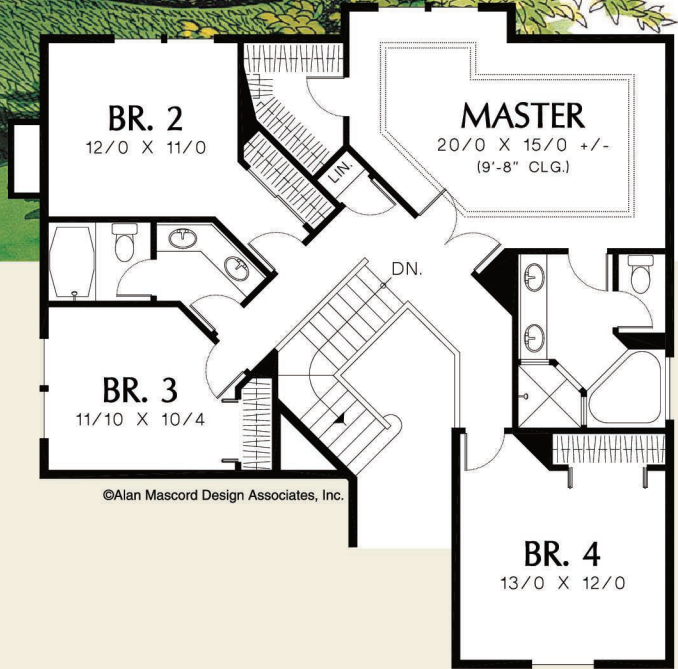 BR. 2
12/0 X 11/0
MASTER
20/0 X 15/0 +/-
(9'-8" CLG.)
LIN.
DN.
BR. 3
11/10 X 10/4
©Alan Mascord Design Associates, Inc.
BR. 4
13/0 X 12/0